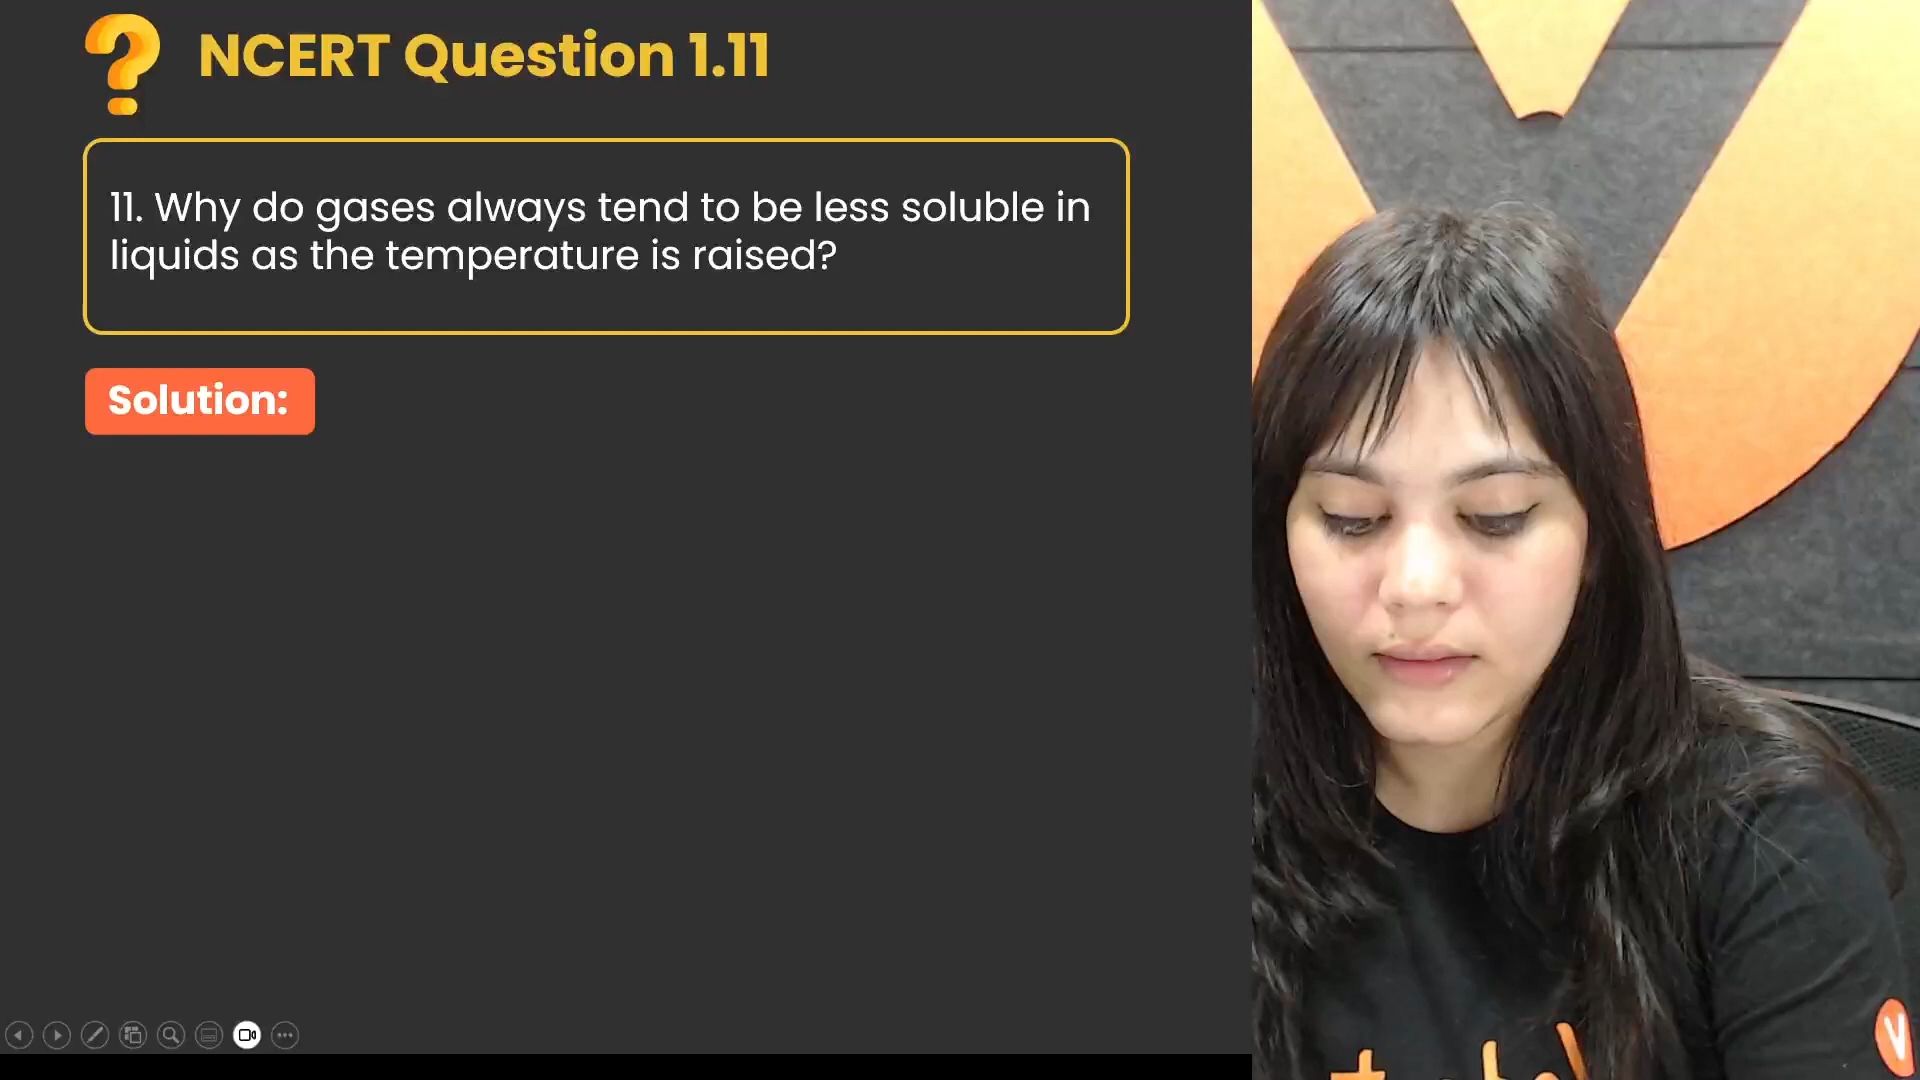 NCERT Question 1.11
11. Why do gases always tend to be less soluble in
liquids as the temperature is raised?
Solution: